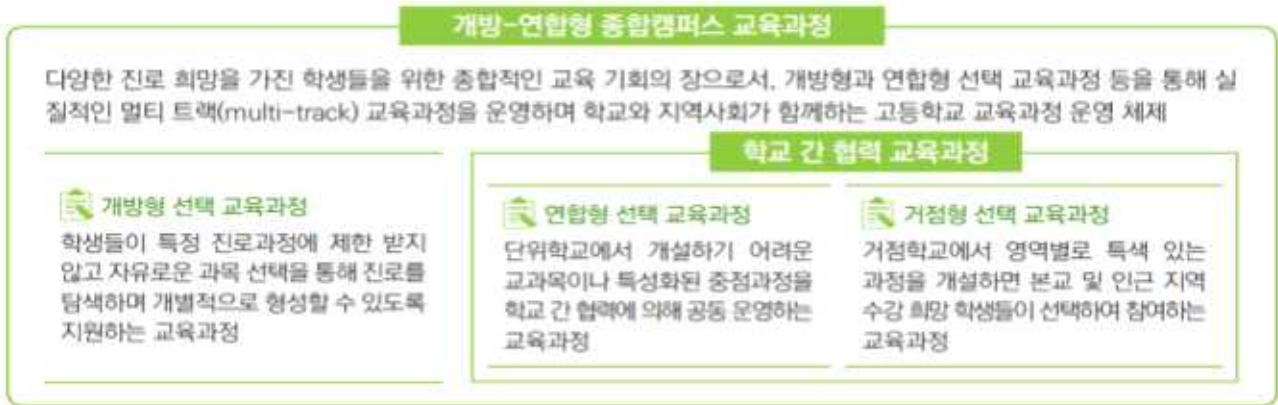 개방-연합형 종합캠퍼스 교육과정
다양한 진로 희망을 가진 학생들을 위한 종합적인 교육 기회의 장으로서, 개방형과 연합형 선택 교육과정 등을 통해 실
질적인 멀티 트랙(multi-track) 교육과정을 운영하며 학교와 지역사회가 함께하는 고등학교 교육과정 운영 체제
개방형 선택 교육과정
학생들이 특정 진로과정에 제한 받지
않고 자유로운 과목 선택을 통해 진로를
탐색하며 개별적으로 형성할 수 있도록
지원하는 교육과정
학교 간 협력 교육과정
연합형 선택 교육과정
단위학교에서 개설하기 어려운
교과목이나 특성화된 중점과정을
학교 간 협력에 의해 공동 운영하는
교육과정
거점형 선택 교육과정
거점학교에서 영역별로 특색 있는
과정을 개설하면 본교 및 인근 지역
수강 희망 학생들이 선택하여 참여하는
교육과정